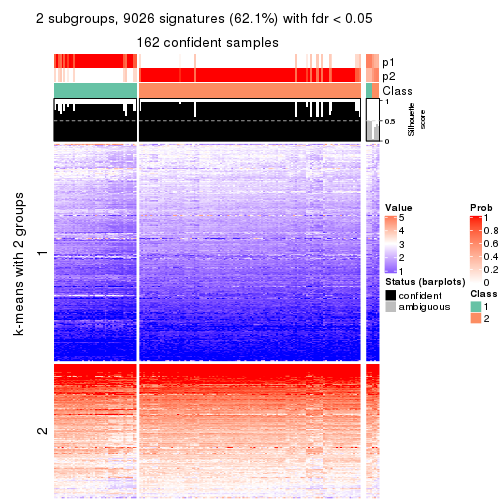 2 subgroups, 9026 signatures (62.1%) with fdr < 0.05
162 confident samples
p1
p2
Class
1
0.5
0
Silhouette
score
k-means with 2 groups
1
2
Value
5
4
3
2
1
Status (barplots)
confident
ambiguous
Prob
1
0.8
0.6
0.4
0.2
0
Class
1
2